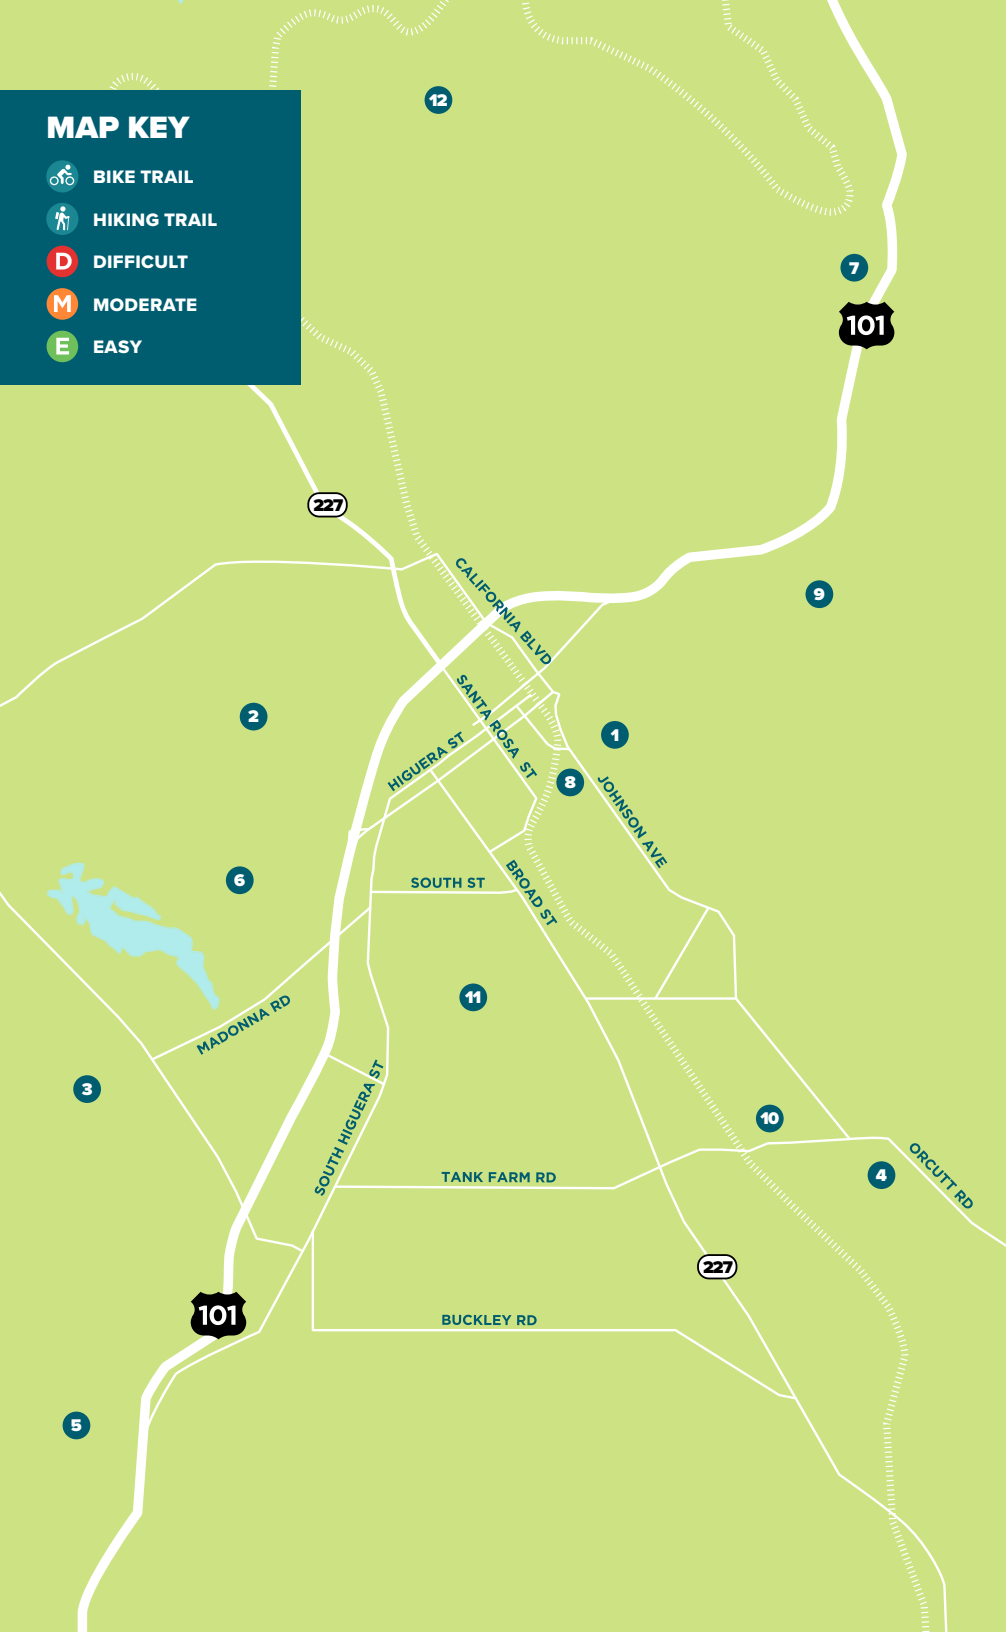 12
MAP KEY
BIKE TRAIL
HIKING TRAIL
D DIFFICULT
M MODERATE
E EASY
7
101
227
CALIFORNIA BLVD
9
SANTA ROSA ST
2
HIGUERA ST
1
8
JOHNSON AVE
6
SOUTH ST
BROAD ST
11
MADONNA RD
3
SOUTH HIGUERA ST
10
TANK FARM RD
4
ORCUTT RD
227
101
BUCKLEY RD
5